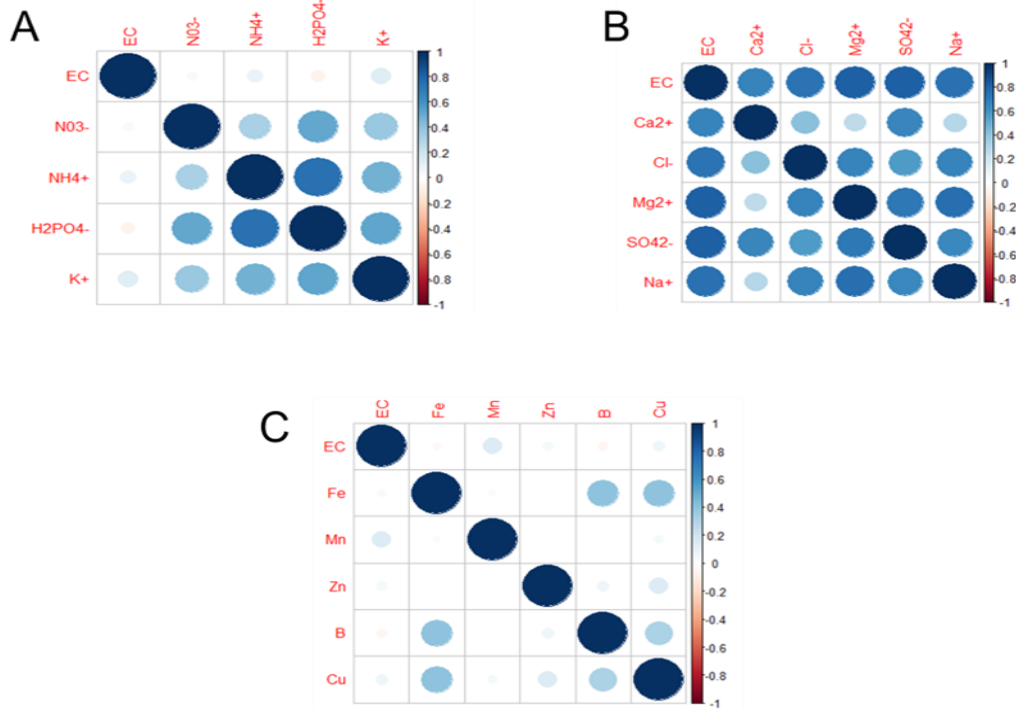 A
EC N03- NH4+ H2PO4- K+
EC
N03-
NH4+
H2PO4-
K+
1
0.8
0.6
0.4
0.2
0
-0.2
-0.4
-0.6
-0.8
-1
B
EC Ca2+ Cl- Mg2+ SO42- Na+
EC
Ca2+
Cl-
Mg2+
SO42-
Na+
1
0.8
0.6
0.4
0.2
0
-0.2
-0.4
-0.6
-0.8
-1
C
EC Fe Mn Zn B Cu
EC
Fe
Mn
Zn
B
Cu
1
0.8
0.6
0.4
0.2
0
-0.2
-0.4
-0.6
-0.8
-1